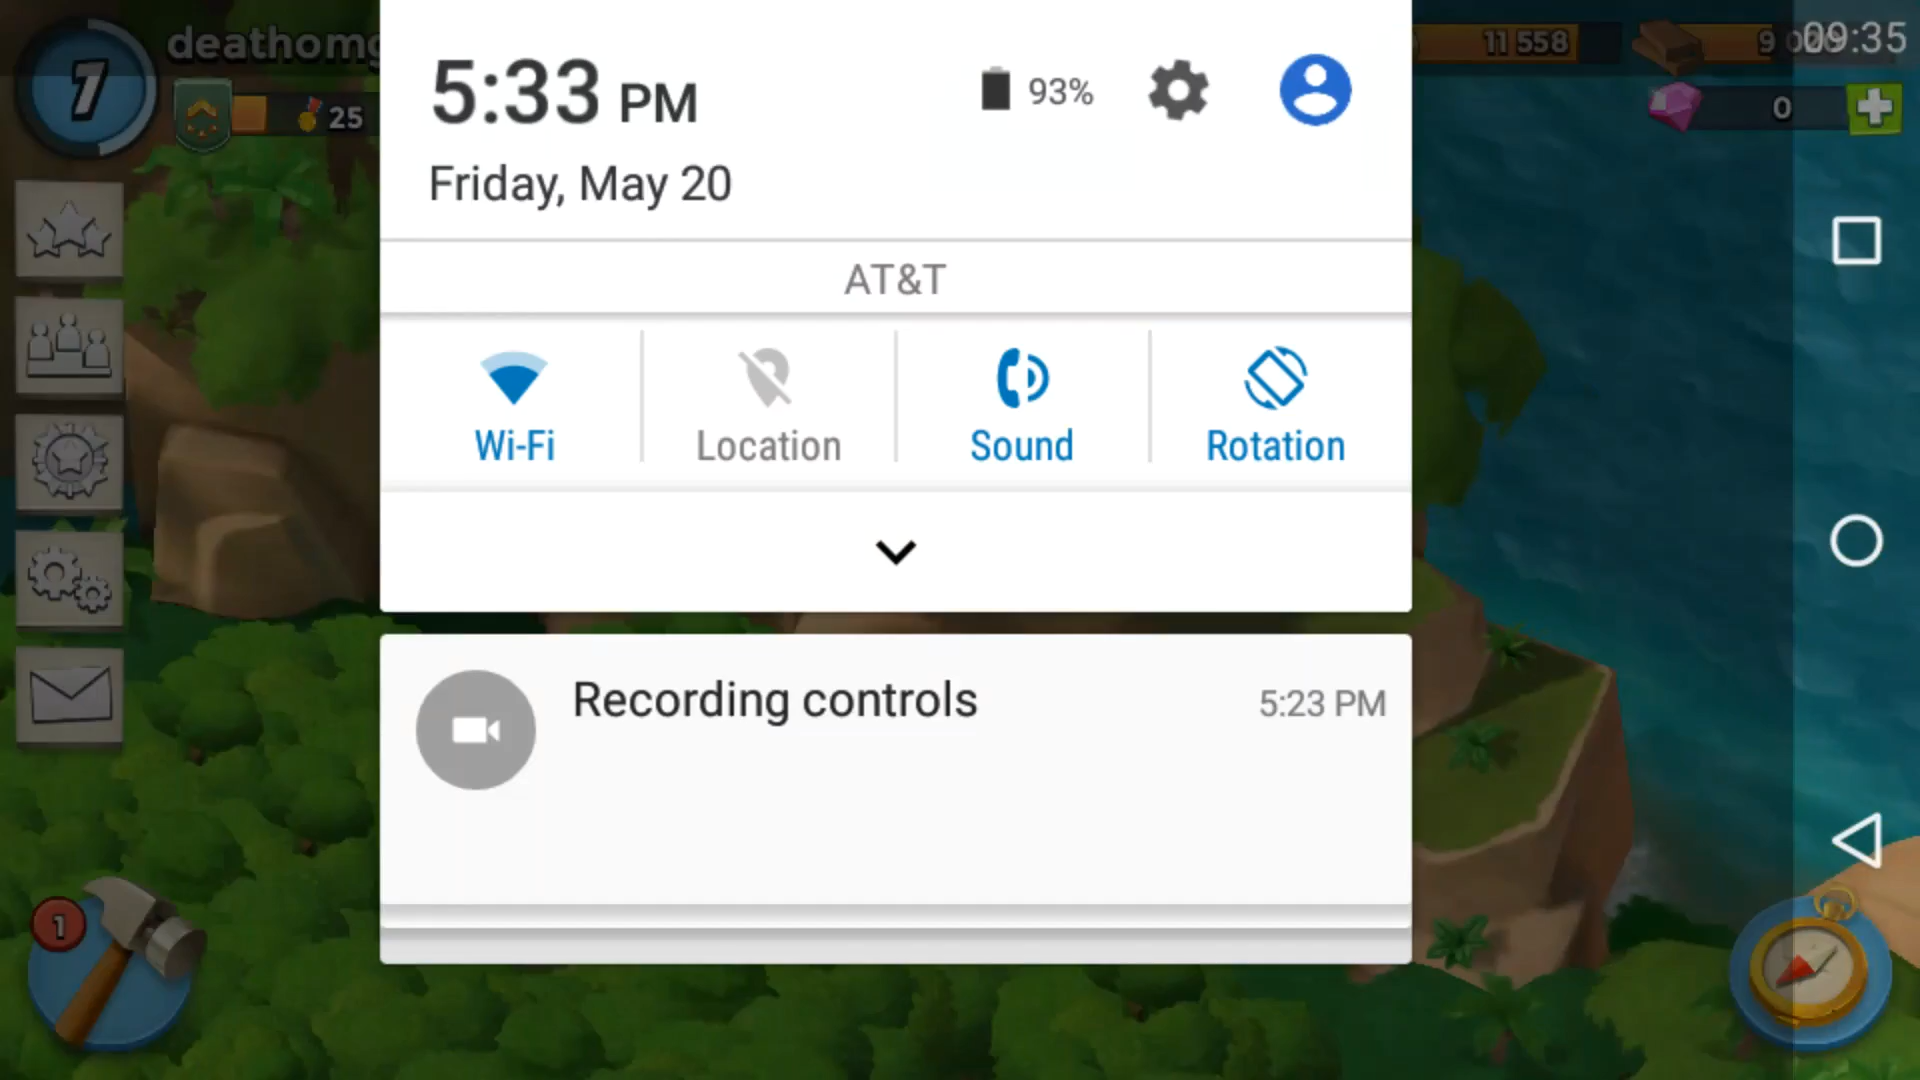 7
deathomg
25
11 558
09:35
0
5:33 PM
93%
Friday, May 20
AT&T
Wi-Fi
Location
Sound
Rotation
Recording controls
5:23 PM
1